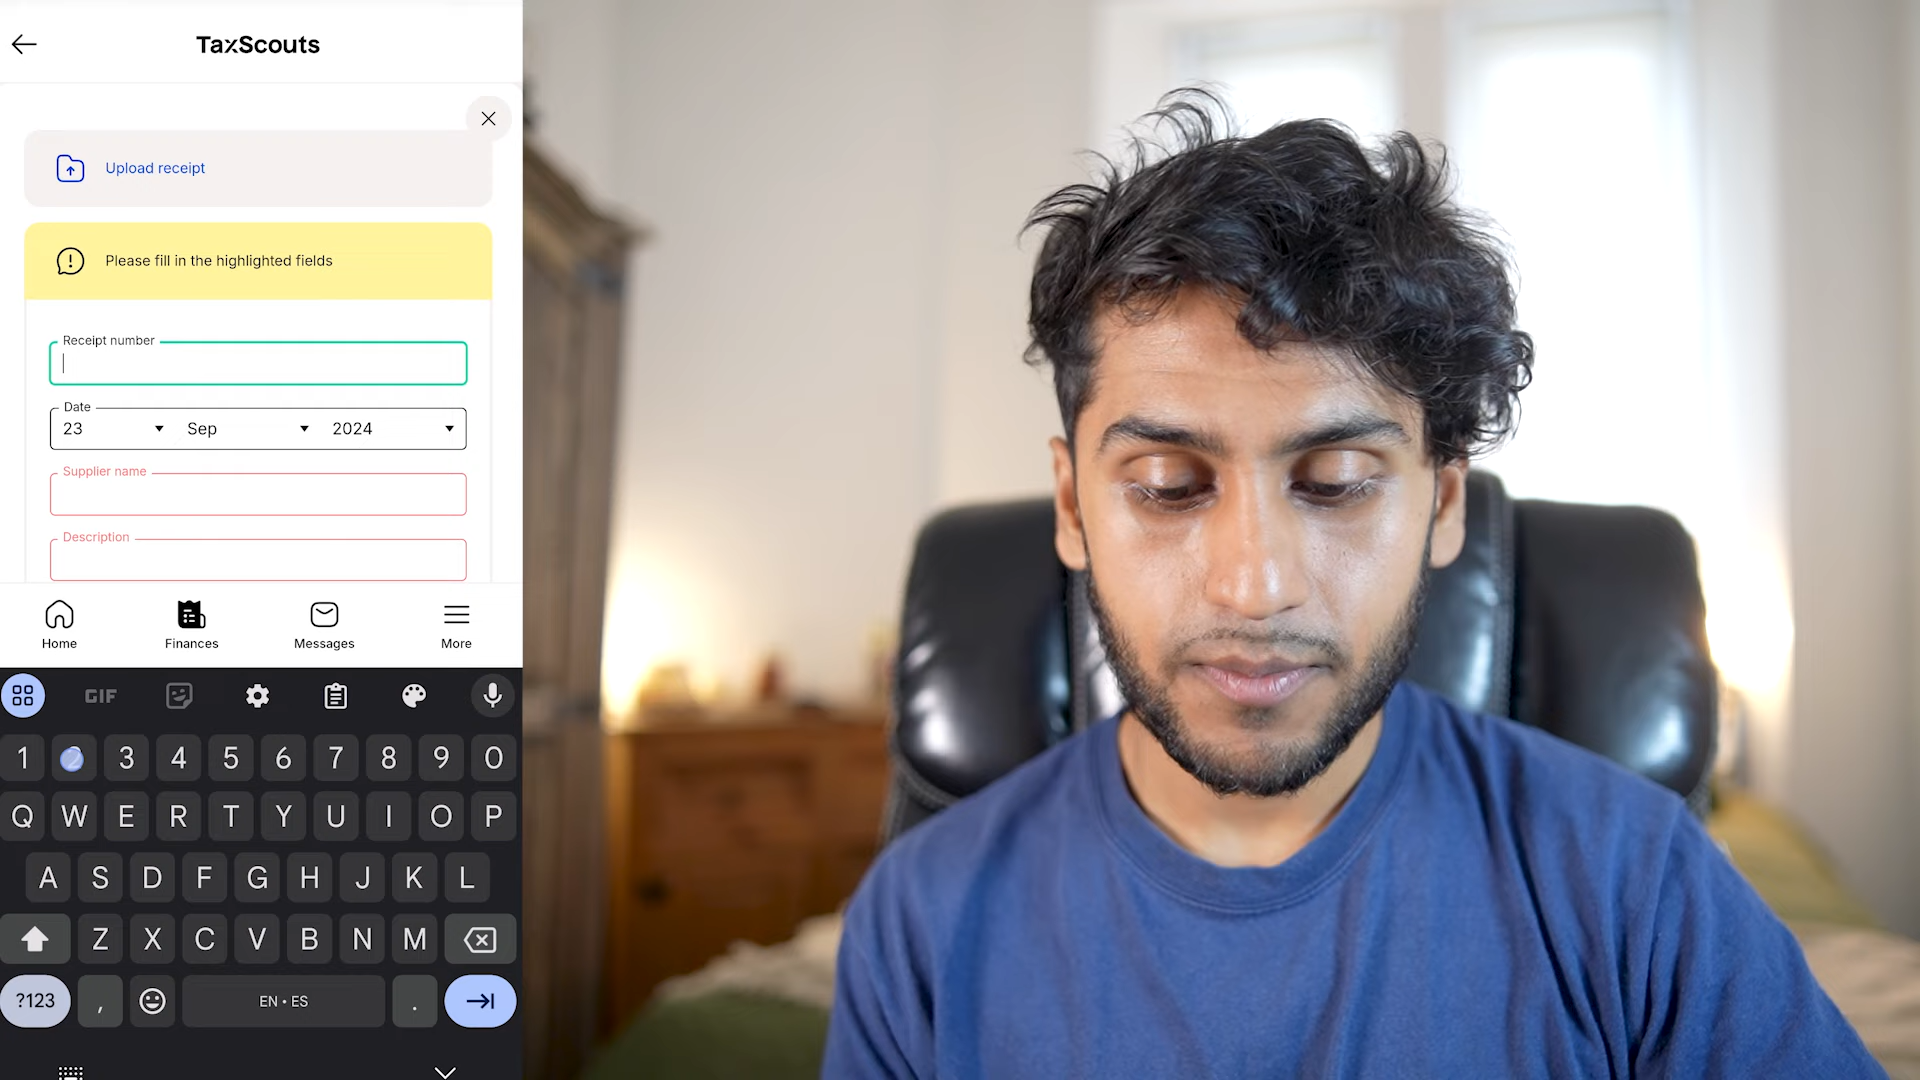 TaxScouts
Upload receipt
Please fill in the highlighted fields
Receipt number
Date
23 Sep 2024
Supplier name
Description
Home Finances Messages More
GIF
1 2 3 4 5 6 7 8 9 0
Q W E R T Y U I O P
A S D F G H J K L
Z X C V B N M
?123 , EN • ES .